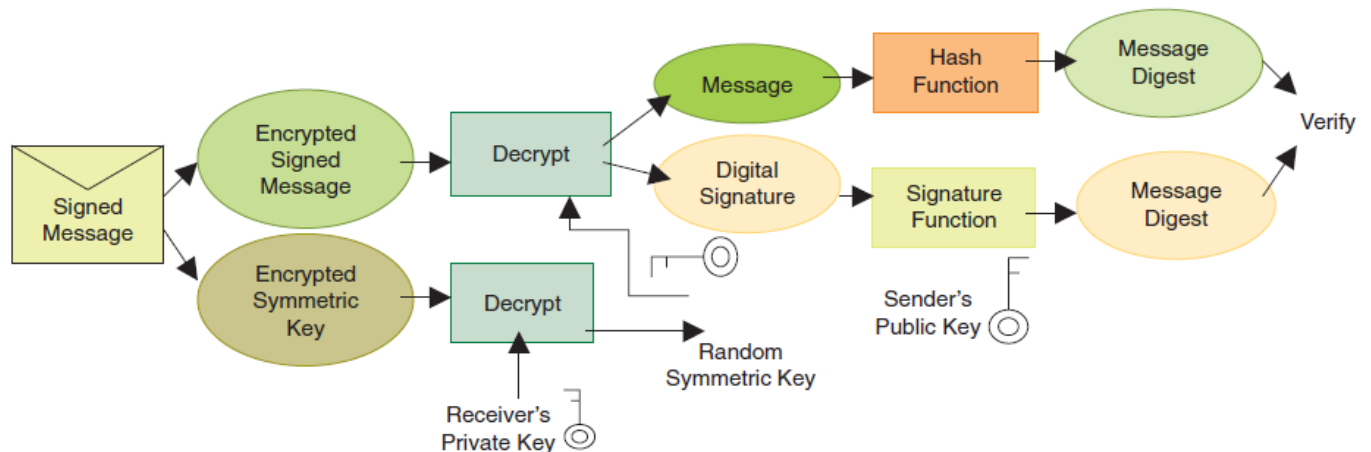 Signed
Message
Encrypted
Signed
Message
Decrypt
Message
Hash
Function
Message
Digest
Verify
Digital
Signature
Signature
Function
Message
Digest
Encrypted
Symmetric
Key
Decrypt
Random
Symmetric Key
Sender's
Public Key
Receiver's
Private Key